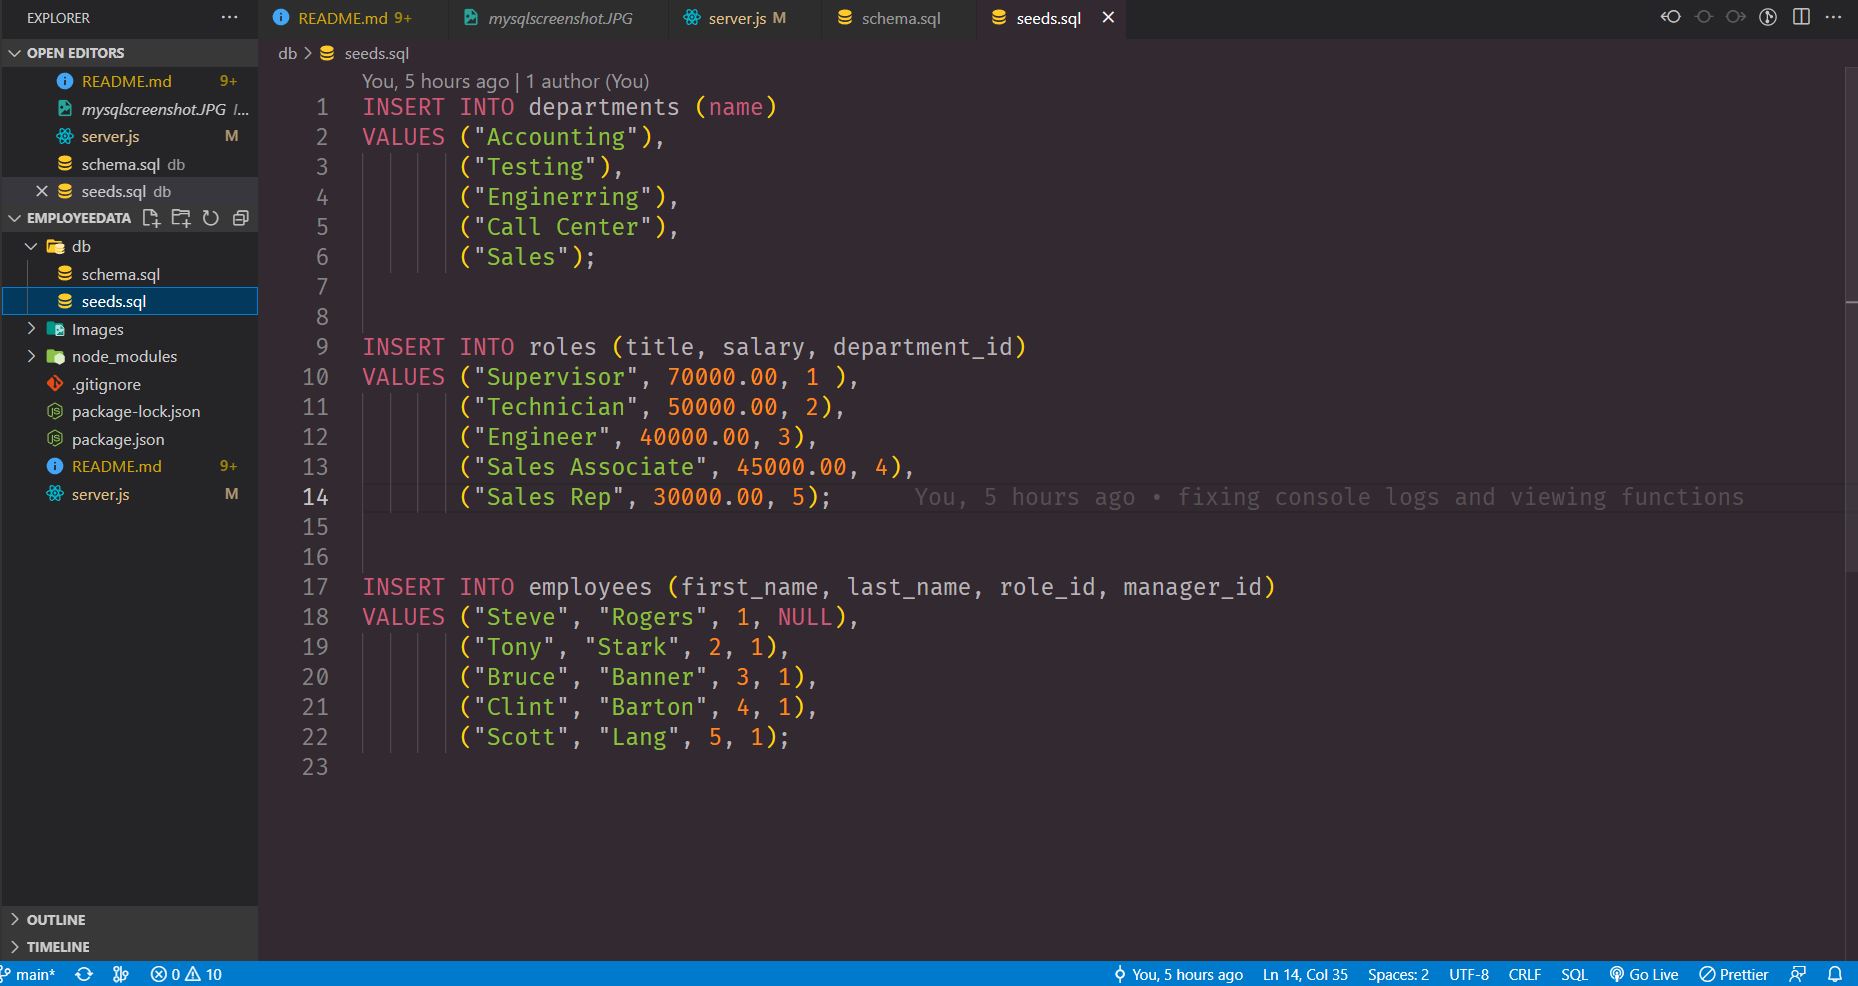 EXPLORER
OPEN EDITORS
README.md 9+
mysqlscreenshot.JPG I...
server.js M
schema.sql db
seeds.sql db
EMPLOYEEDATA
db
schema.sql
seeds.sql
Images
node_modules
.gitignore
package-lock.json
package.json
README.md 9+
server.js M
OUTLINE
TIMELINE
README.md 9+ mysqlscreenshot.JPG server.js M schema.sql seeds.sql
db > seeds.sql
You, 5 hours ago | 1 author (You)
1 INSERT INTO departments (name)
2 VALUES ("Accounting"),
3 ("Testing"),
4 ("Enginerring"),
5 ("Call Center"),
6 ("Sales");
7
8
9 INSERT INTO roles (title, salary, department_id)
10 VALUES ("Supervisor", 70000.00, 1 ),
11 ("Technician", 50000.00, 2),
12 ("Engineer", 40000.00, 3),
13 ("Sales Associate", 45000.00, 4),
14 ("Sales Rep", 30000.00, 5); You, 5 hours ago • fixing console logs and viewing functions
15
16
17 INSERT INTO employees (first_name, last_name, role_id, manager_id)
18 VALUES ("Steve", "Rogers", 1, NULL),
19 ("Tony", "Stark", 2, 1),
20 ("Bruce", "Banner", 3, 1),
21 ("Clint", "Barton", 4, 1),
22 ("Scott", "Lang", 5, 1);
23
main* 0 10 You, 5 hours ago Ln 14, Col 35 Spaces: 2 UTF-8 CRLF SQL Go Live Prettier